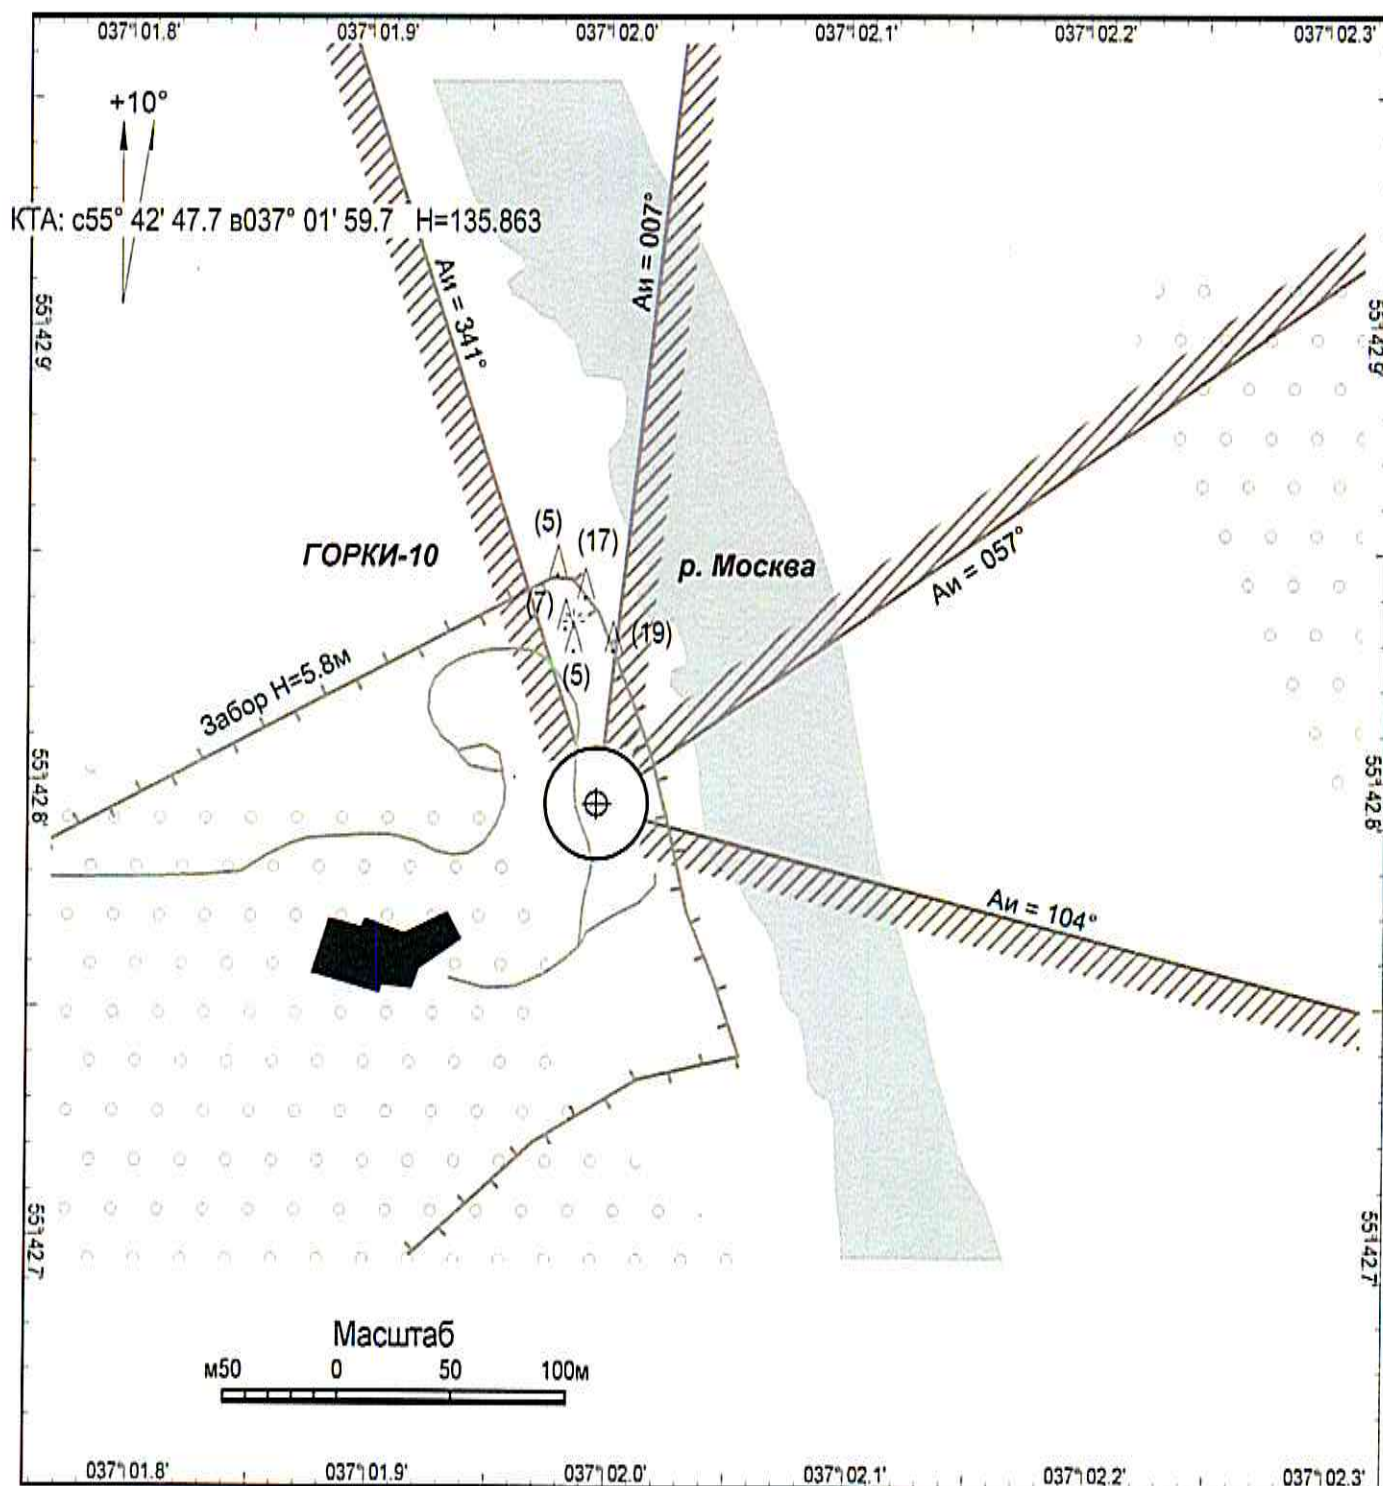 037°01.8' 037°01.9' 037°02.0' 037°02.1' 037°02.2' 037°02.3'
+10°
КТА: с55° 42' 47.7 в037° 01' 59.7 Н=135.863
Аи = 341°
Аи = 007°
55°42.9'
55°42.9'
ГОРКИ-10
(5)
(17)
р. Москва
Аи = 057°
(7)
(19)
(5)
Забор Н=5.8м
55°42.8'
55°42.8'
Аи = 104°
55°42.7'
55°42.7'
Масштаб
м50 0 50 100м
037°01.8' 037°01.9' 037°02.0' 037°02.1' 037°02.2' 037°02.3'